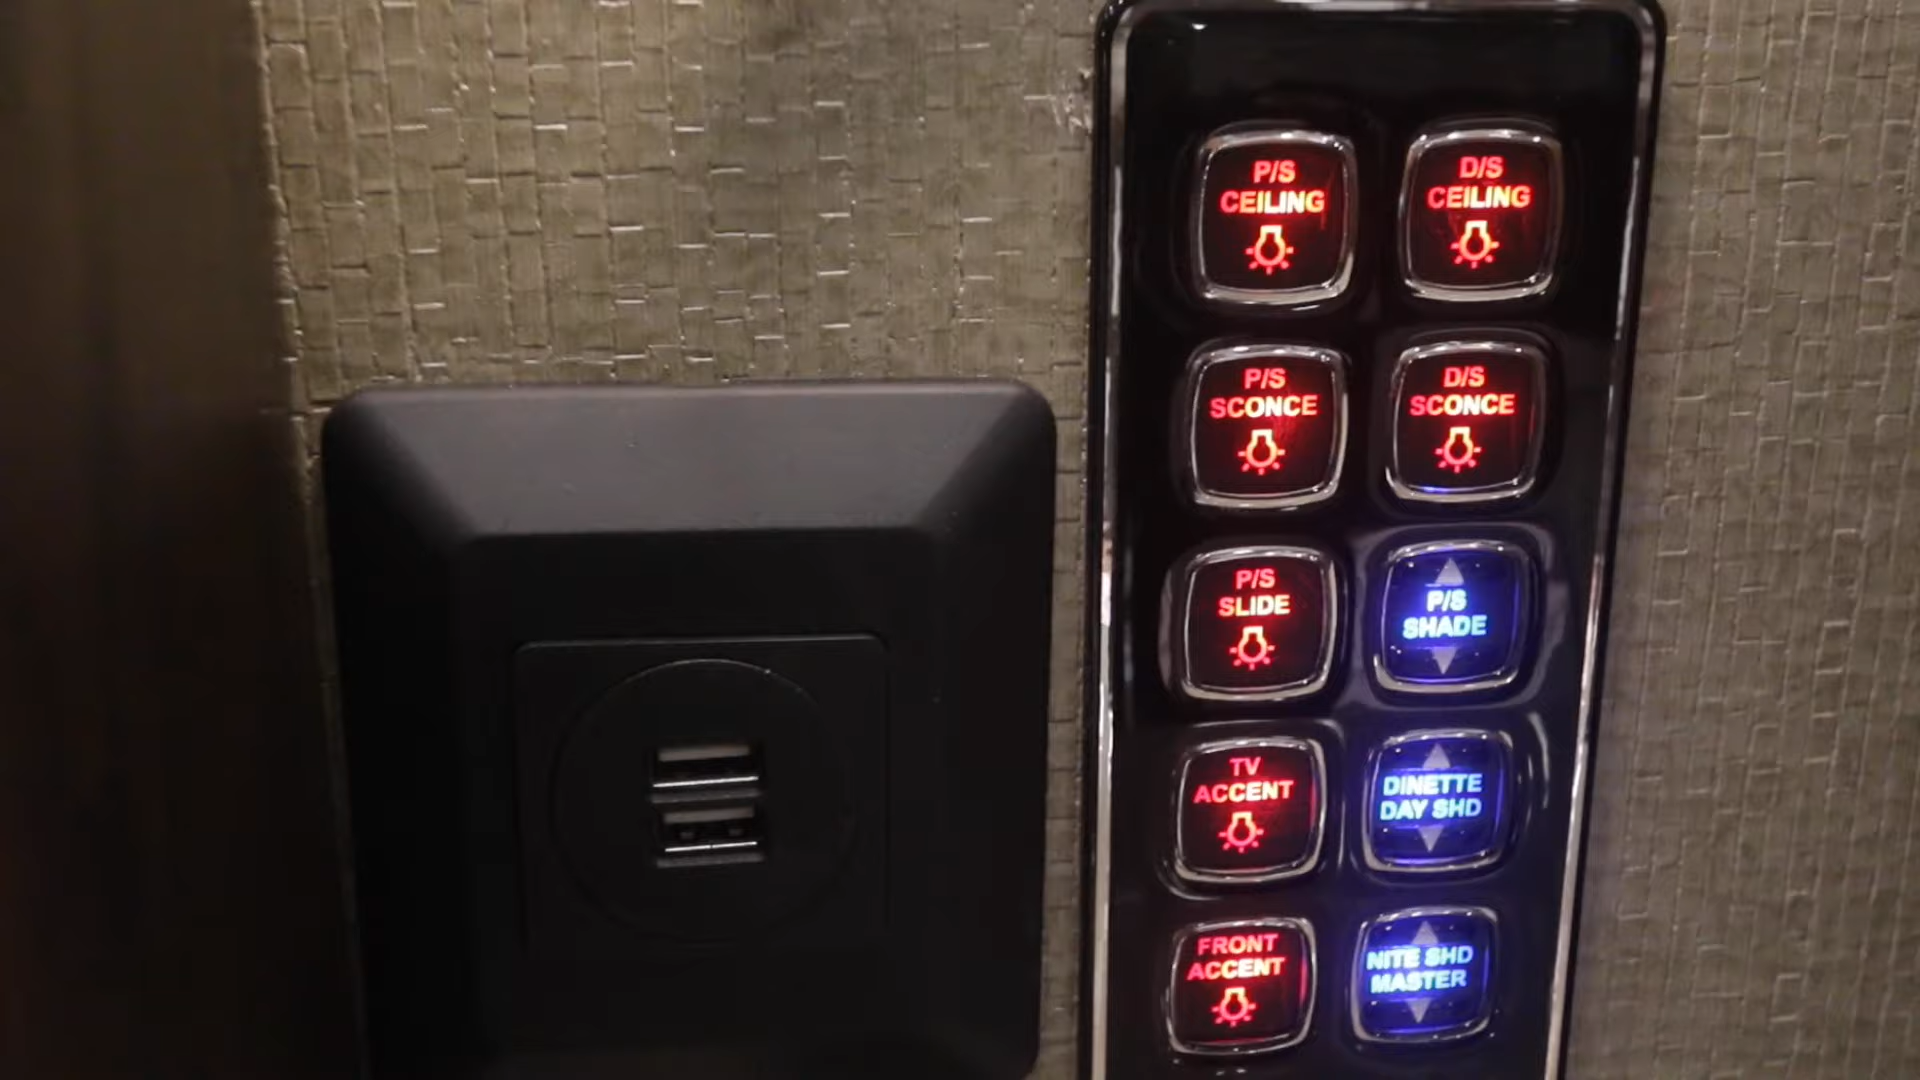 P/S
CEILING
D/S
CEILING
P/S
SCONCE
D/S
SCONCE
P/S
SLIDE
P/S
SHADE
TV
ACCENT
DINETTE
DAY SHD
FRONT
ACCENT
NITE SHD
MASTER